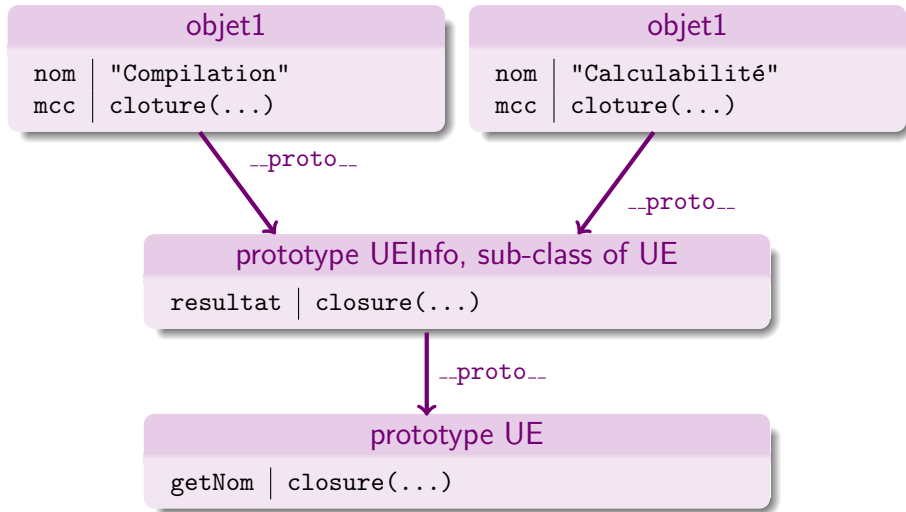 objet1
nom "Compilation"
mcc cloture(...)
objet1
nom "Calculabilité"
mcc cloture(...)
__proto__
__proto__
prototype UEInfo, sub-class of UE
resultat closure(...)
__proto__
prototype UE
getNom closure(...)